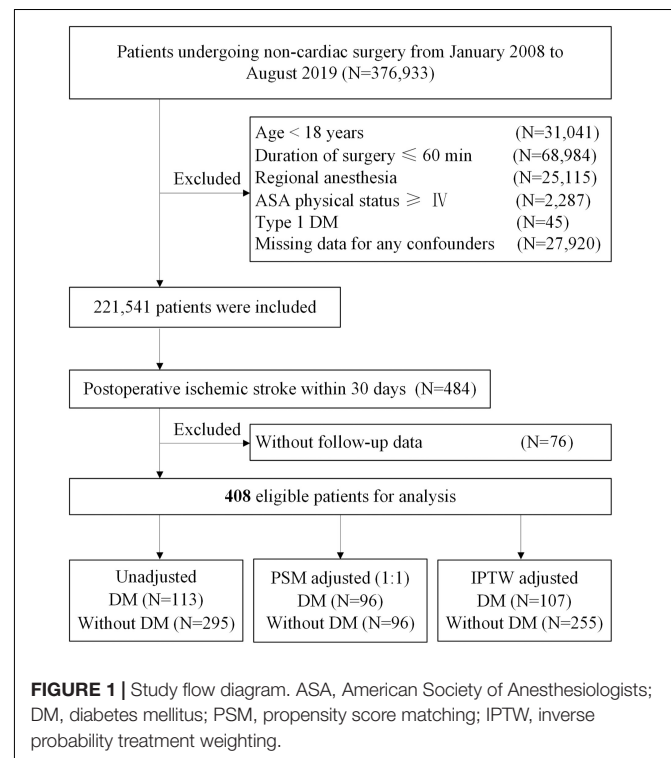 Patients undergoing non-cardiac surgery from January 2008 to
August 2019 (N=376,933)
Excluded
Age < 18 years (N=31,041)
Duration of surgery ≤ 60 min (N=68,984)
Regional anesthesia (N=25,115)
ASA physical status ≥ Ⅳ (N=2,287)
Type 1 DM (N=45)
Missing data for any confounders (N=27,920)
221,541 patients were included
Postoperative ischemic stroke within 30 days (N=484)
Excluded
Without follow-up data (N=76)
408 eligible patients for analysis
Unadjusted
DM (N=113)
Without DM (N=295)
PSM adjusted (1:1)
DM (N=96)
Without DM (N=96)
IPTW adjusted
DM (N=107)
Without DM (N=255)
FIGURE 1 | Study flow diagram. ASA, American Society of Anesthesiologists;
DM, diabetes mellitus; PSM, propensity score matching; IPTW, inverse
probability treatment weighting.